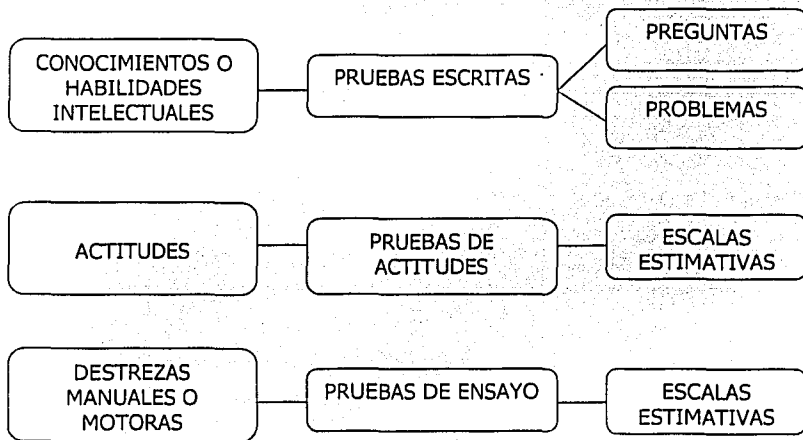 CONOCIMIENTOS O
HABILIDADES
INTELECTUALES
PRUEBAS ESCRITAS
PREGUNTAS
PROBLEMAS
ACTITUDES
PRUEBAS DE
ACTITUDES
ESCALAS
ESTIMATIVAS
DESTREZAS
MANUALES O
MOTORAS
PRUEBAS DE ENSAYO
ESCALAS
ESTIMATIVAS